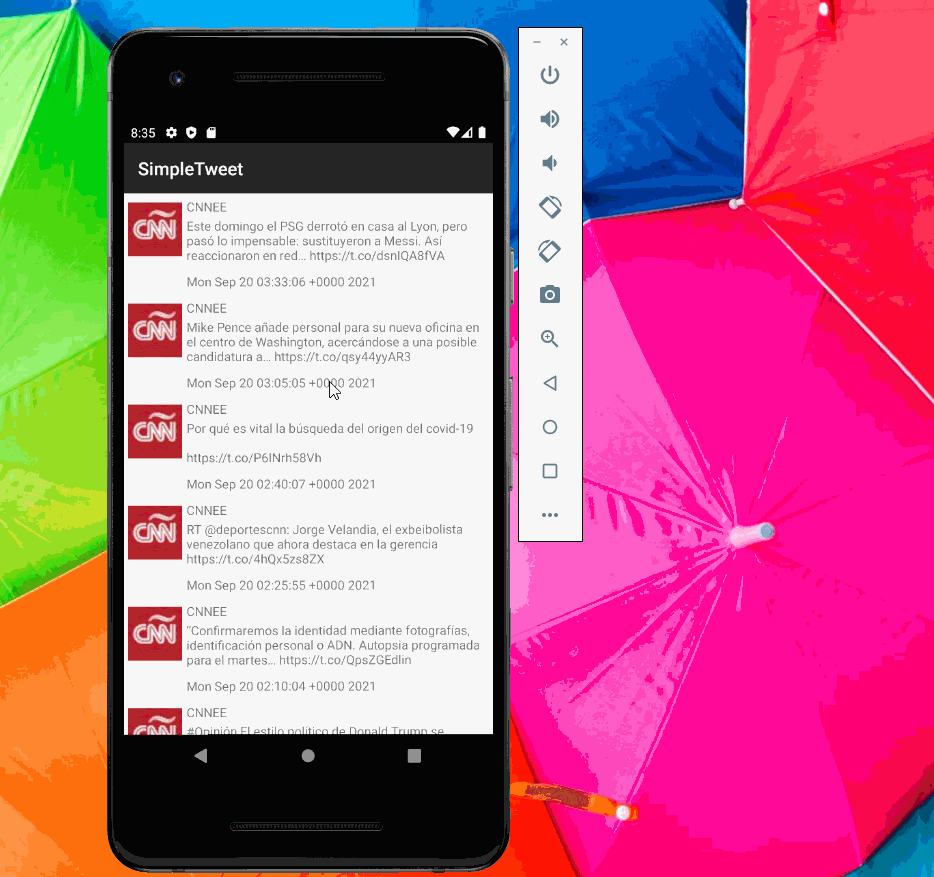 8:35
SimpleTweet
CNN
CNNEE
Este domingo el PSG derrotó en casa al Lyon, pero
pasó lo impensable: sustituyeron a Messi. Así
reaccionaron en red... https://t.co/dsnIQA8fVA
Mon Sep 20 03:33:06 +0000 2021
CNN
CNNEE
Mike Pence añade personal para su nueva oficina en
el centro de Washington, acercándose a una posible
candidatura a... https://t.co/qsy44yyAR3
Mon Sep 20 03:05:05 +0000 2021
CNN
CNNEE
Por qué es vital la búsqueda del origen del covid-19
https://t.co/P6INrh58Vh
Mon Sep 20 02:40:07 +0000 2021
CNN
CNNEE
RT @deportescnn: Jorge Velandia, el exbeibolista
venezolano que ahora destaca en la gerencia
https://t.co/4hQx5zs8ZX
Mon Sep 20 02:25:55 +0000 2021
CNN
CNNEE
“Confirmaremos la identidad mediante fotografías,
identificación personal o ADN. Autopsia programada
para el martes... https://t.co/QpsZGEdlin
Mon Sep 20 02:10:04 +0000 2021
CNN
CNNEE
#Opinión El estilo político de Donald Trump se